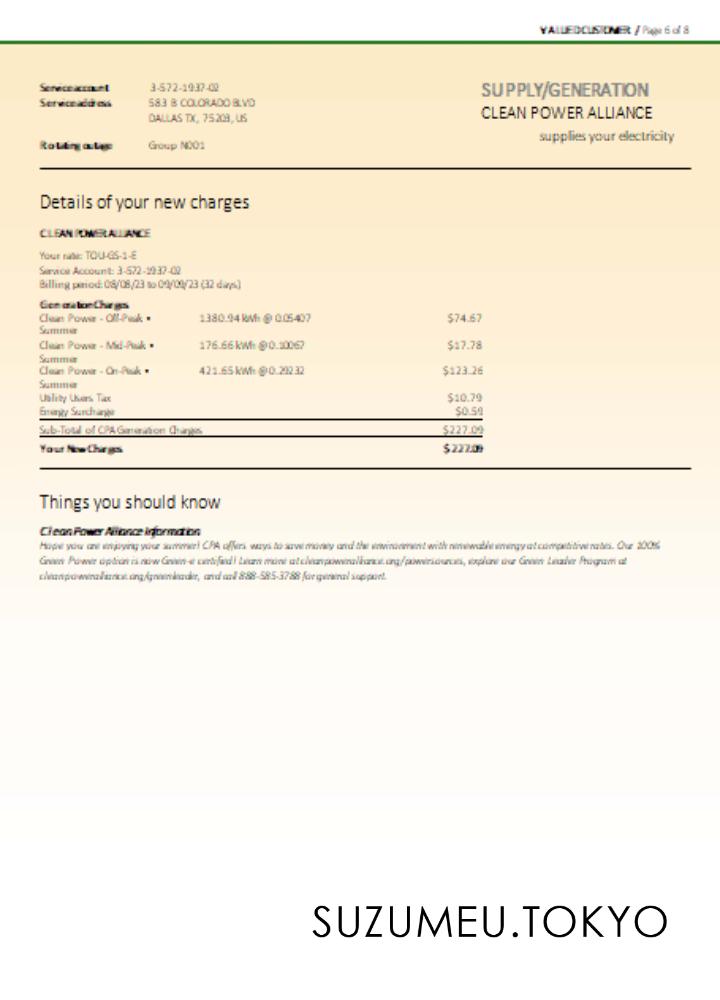 VALUED CUSTOMER / Page 6 of 8
Service account 3-572-1937-02
Service address 583 B COLORADO BLVD
DALLAS TX, 75203, US
Rotating outage Group N001
SUPPLY/GENERATION
CLEAN POWER ALLIANCE
supplies your electricity
Details of your new charges
CLEAN POWER ALLIANCE
Your rate: TOU-GS-1-E
Service Account: 3-572-1937-02
Billing period: 08/08/23 to 09/09/23 (32 days)
Generation Charges
Clean Power - Off-Peak • 1380.94 kWh @ 0.05407 $74.67
Summer
Clean Power - Mid-Peak • 176.66 kWh @ 0.10067 $17.78
Summer
Clean Power - On-Peak • 421.65 kWh @ 0.29232 $123.26
Summer
Utility Users Tax $10.79
Energy Surcharge $0.59
Sub-Total of CPA Generation Charges $227.09
Your New Charges $227.09
Things you should know
Clean Power Alliance Information
Hope you are enjoying your summer! CPA offers ways to save money and the environment with renewable energy at competitive rates. Our 100%
Green Power option is now Green-e certified! Learn more at cleanpoweralliance.org/powersources, explore our Green Leader Program at
cleanpoweralliance.org/greenleader, and call 888-585-3788 for general support.
SUZUMEU.TOKYO